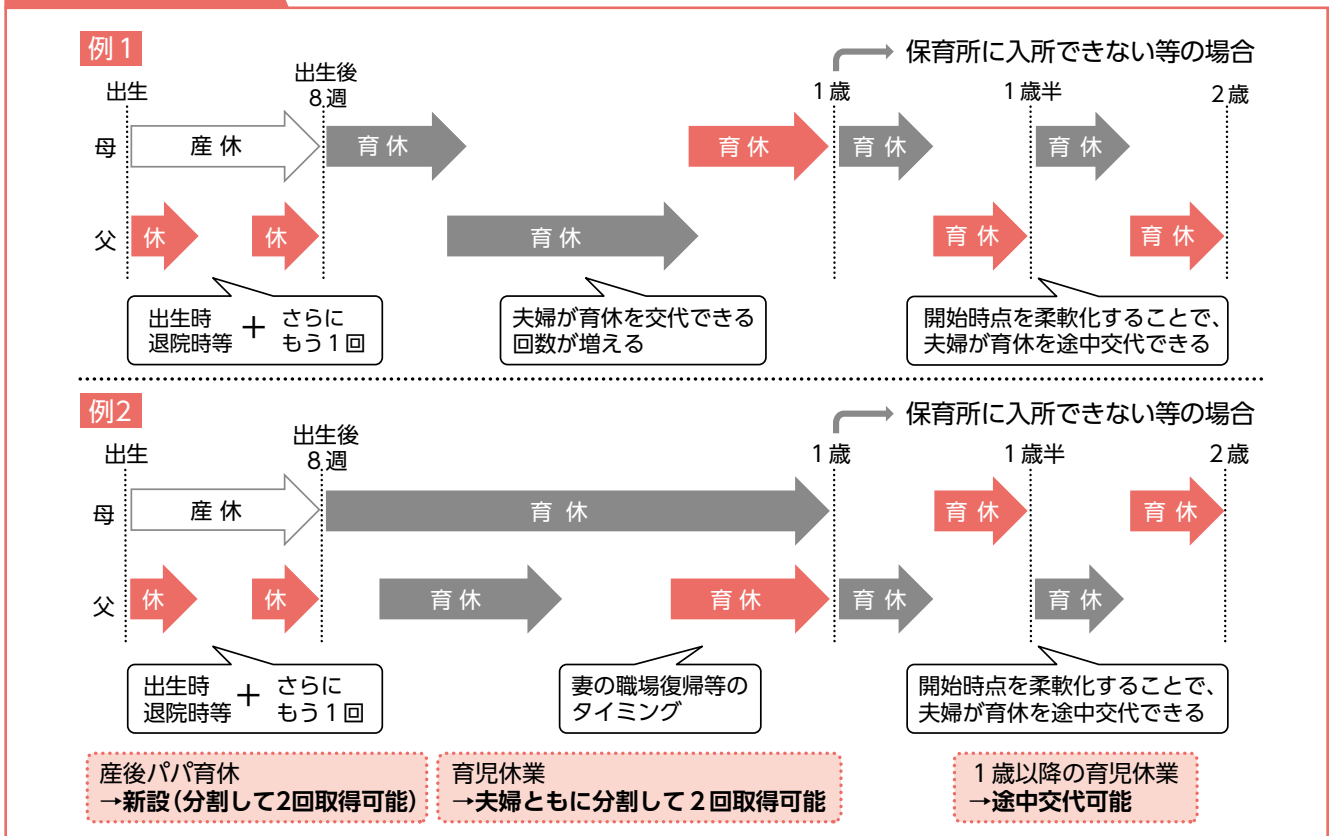 例1
保育所に入所できない等の場合
出生
出生後
8週
1歳
1歳半
2歳
母
産休
育休
育休
育休
育休
父
休
休
育休
育休
育休
出生時
退院時等
+
さらに
もう1回
夫婦が育休を交代できる
回数が増える
開始時点を柔軟化することで、
夫婦が育休を途中交代できる
例2
保育所に入所できない等の場合
出生
出生後
8週
1歳
1歳半
2歳
母
産休
育休
育休
育休
父
休
休
育休
育休
育休
育休
出生時
退院時等
+
さらに
もう1回
妻の職場復帰等の
タイミング
開始時点を柔軟化することで、
夫婦が育休を途中交代できる
産後パパ育休
→新設(分割して2回取得可能)
育児休業
→夫婦ともに分割して2回取得可能
1歳以降の育児休業
→途中交代可能